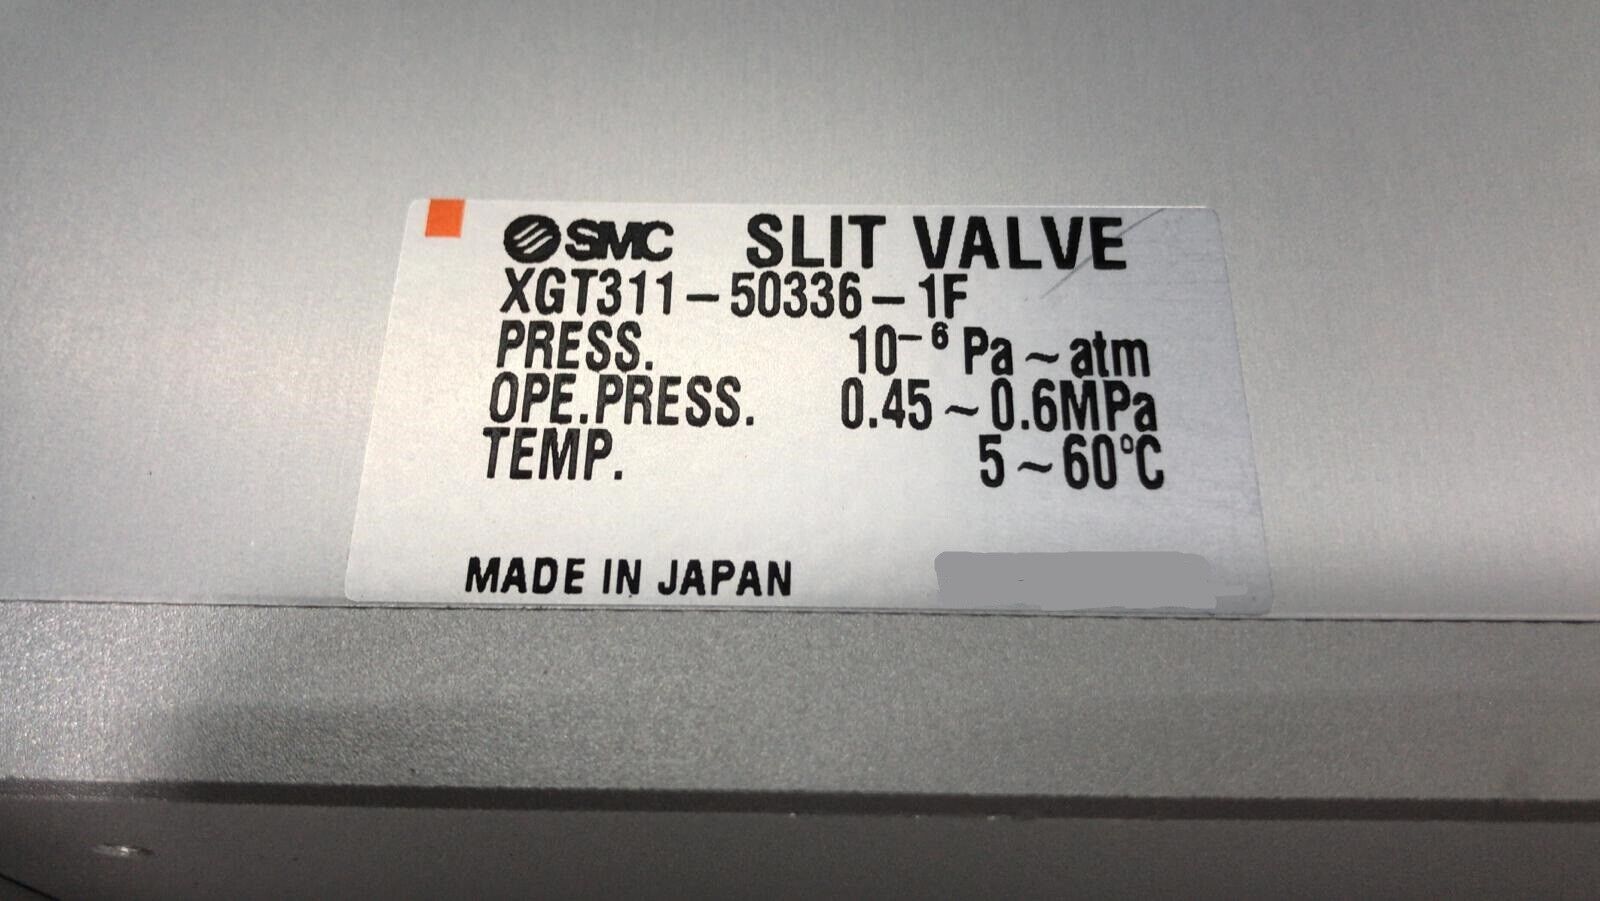 SMC SLIT VALVE
XGT311-50336-1F
PRESS. 10⁻⁶ Pa~atm
OPE.PRESS. 0.45~0.6MPa
TEMP. 5~60°C
MADE IN JAPAN